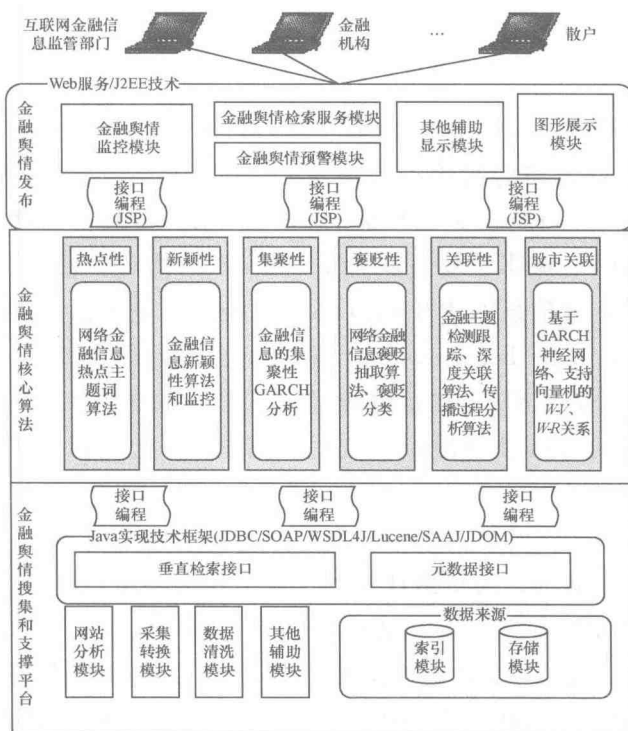 互联网金融信
息监管部门
金融
机构
…
散户
Web服务/J2EE技术
金融舆情发布
金融舆情
监控模块
金融舆情检索服务模块
金融舆情预警模块
其他辅助
显示模块
图形展示
模块
接口
编程
(JSP)
接口
编程
(JSP)
接口
编程
(JSP)
金融舆情核心算法
热点性
网络金
融信息
热点主
题词
算法
新颖性
金融信
息新颖
性算法
和监控
集聚性
金融信
息的集
聚性
GARCH
分析
褒贬性
网络金融
信息褒贬
抽取算
法、褒贬
分类
关联性
金融主题
检测跟
踪、深
度关联
算法、传
播过程分
析算法
股市关联
基于
GARCH
神经网
络、支持
向量机的
W-V、
W-R关系
接口
编程
接口
编程
接口
编程
金融舆情搜集和支撑平台
Java实现技术框架(JDBC/SOAP/WSDL4J/Lucene/SAAJ/JDOM)
垂直检索接口
元数据接口
网站
分析
模块
采集
转换
模块
数据
清洗
模块
其他
辅助
模块
数据来源
索引
模块
存储
模块